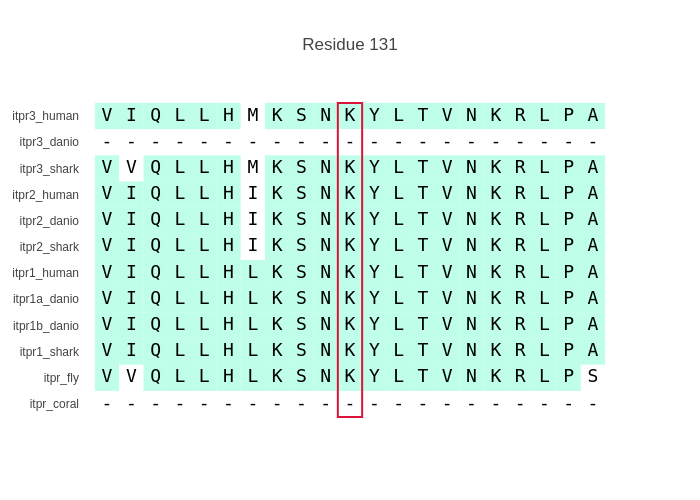 Residue 131
itpr3_human V I Q L L H M K S N K Y L T V N K R L P A
itpr3_danio - - - - - - - - - - - - - - - - - - - - -
itpr3_shark V V Q L L H M K S N K Y L T V N K R L P A
itpr2_human V I Q L L H I K S N K Y L T V N K R L P A
itpr2_danio V I Q L L H I K S N K Y L T V N K R L P A
itpr2_shark V I Q L L H I K S N K Y L T V N K R L P A
itpr1_human V I Q L L H L K S N K Y L T V N K R L P A
itpr1a_danio V I Q L L H L K S N K Y L T V N K R L P A
itpr1b_danio V I Q L L H L K S N K Y L T V N K R L P A
itpr1_shark V I Q L L H L K S N K Y L T V N K R L P A
itpr_fly V V Q L L H L K S N K Y L T V N K R L P S
itpr_coral - - - - - - - - - - - - - - - - - - - - -